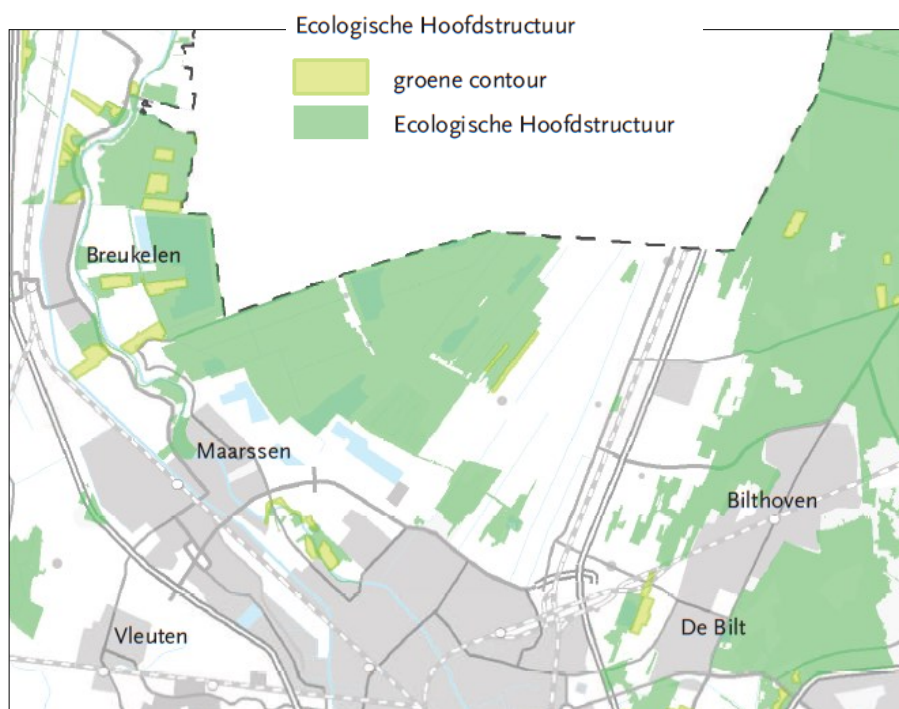 Ecologische Hoofdstructuur
groene contour
Ecologische Hoofdstructuur
Breukelen
Maarssen
Bilthoven
De Bilt
Vleuten